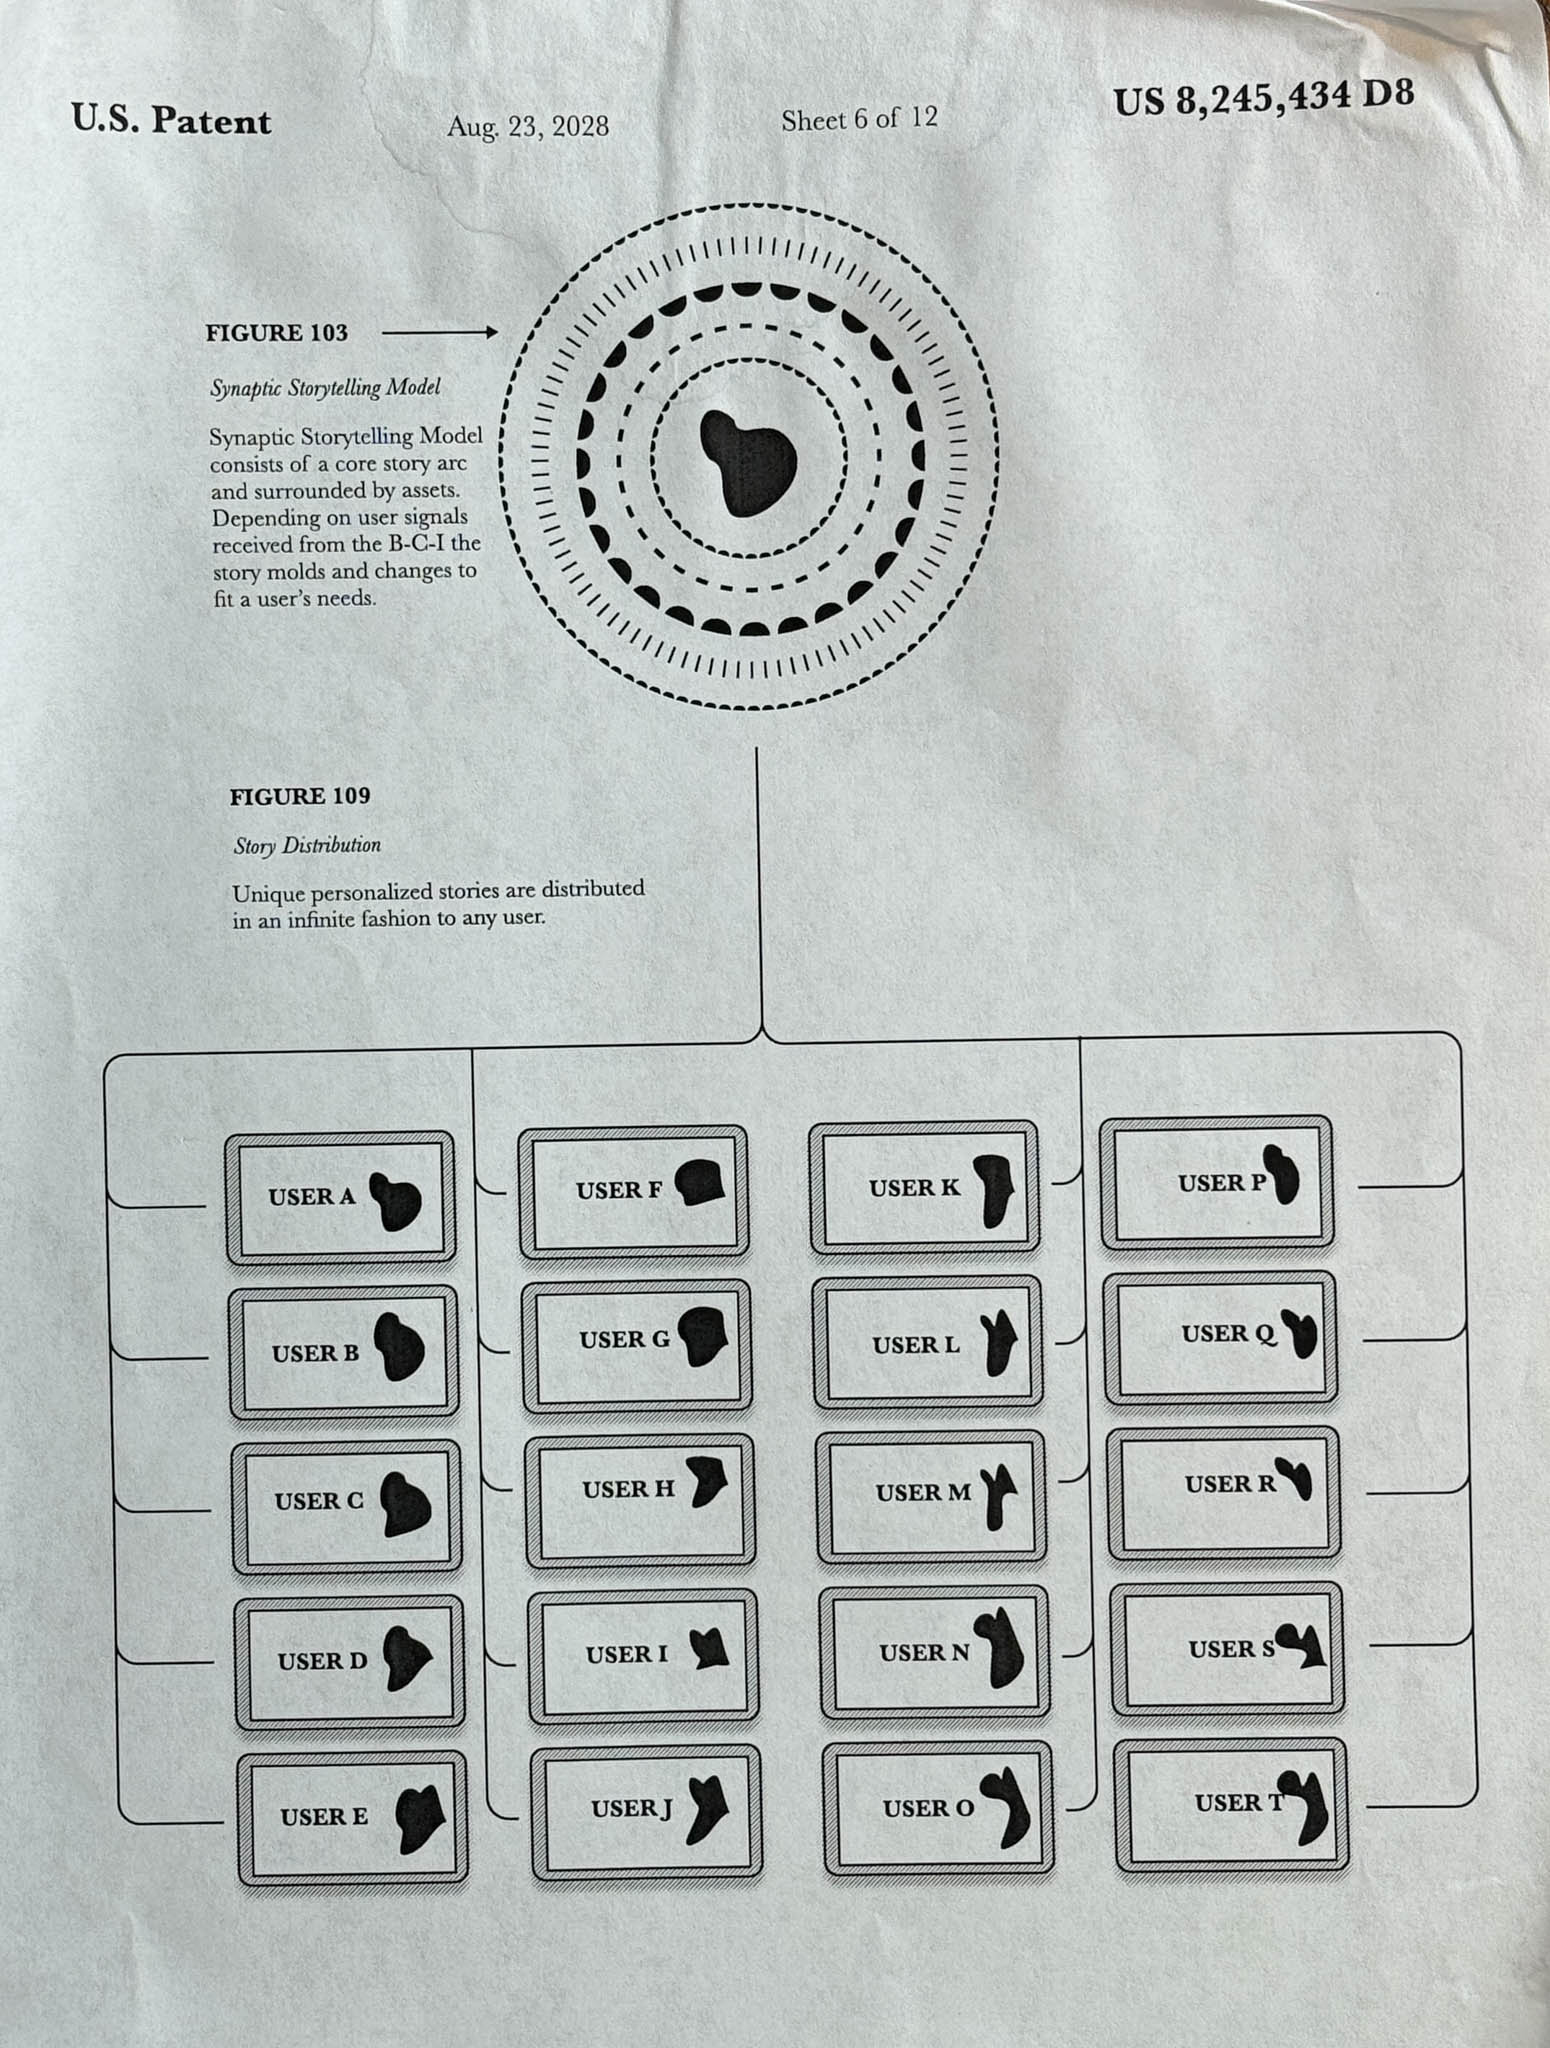 U.S. Patent Aug. 23, 2028 Sheet 6 of 12 US 8,245,434 D8
FIGURE 103
Synaptic Storytelling Model
Synaptic Storytelling Model
consists of a core story arc
and surrounded by assets.
Depending on user signals
received from the B-C-I the
story molds and changes to
fit a user's needs.
FIGURE 109
Story Distribution
Unique personalized stories are distributed
in an infinite fashion to any user.
USER A
USER B
USER C
USER D
USER E
USER F
USER G
USER H
USER I
USER J
USER K
USER L
USER M
USER N
USER O
USER P
USER Q
USER R
USER S
USER T